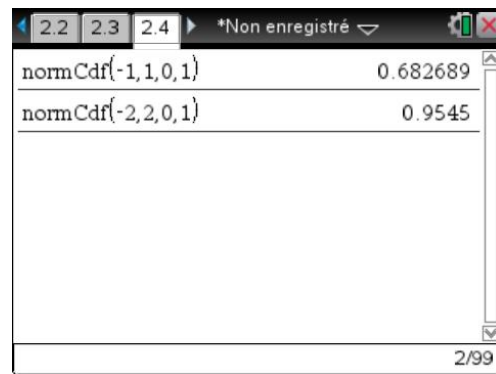 2.2 2.3 2.4 *Non enregistré
normCdf(-1,1,0,1) 0.682689
normCdf(-2,2,0,1) 0.9545
2/99